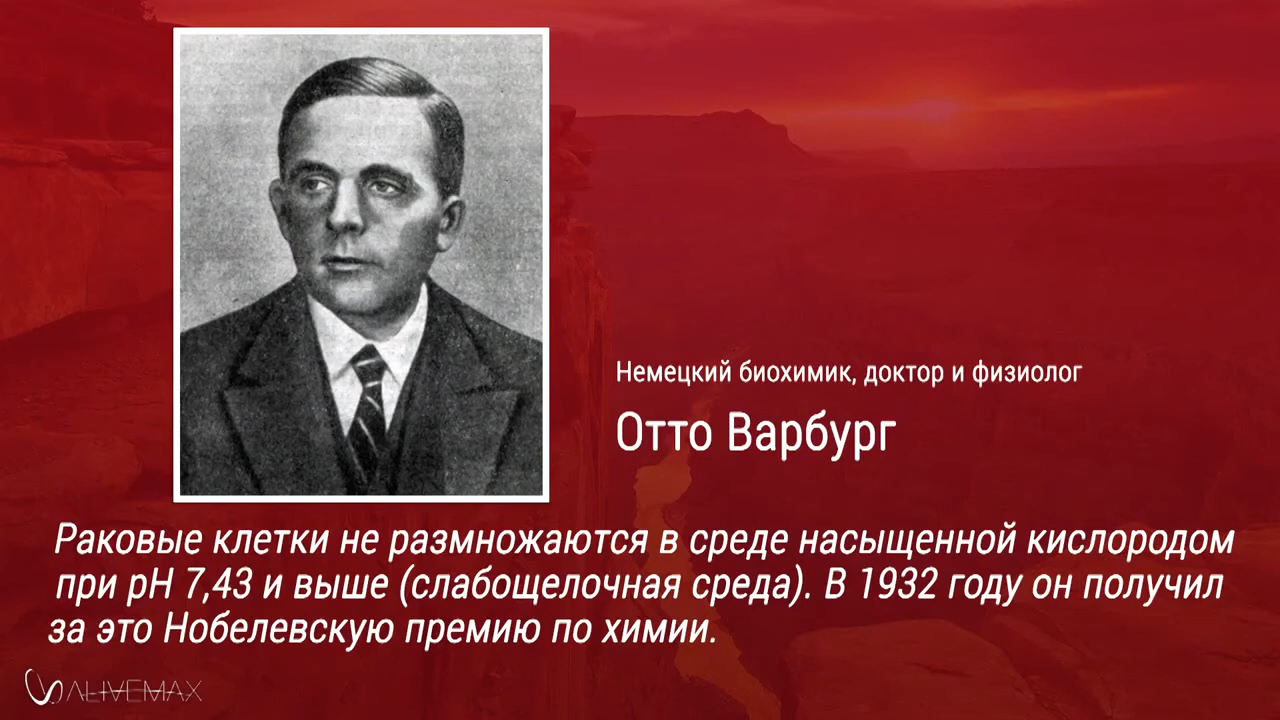 Немецкий биохимик, доктор и физиолог
Отто Варбург
Раковые клетки не размножаются в среде насыщенной кислородом
при pH 7,43 и выше (слабощелочная среда). В 1932 году он получил
за это Нобелевскую премию по химии.
ALIVEMAX